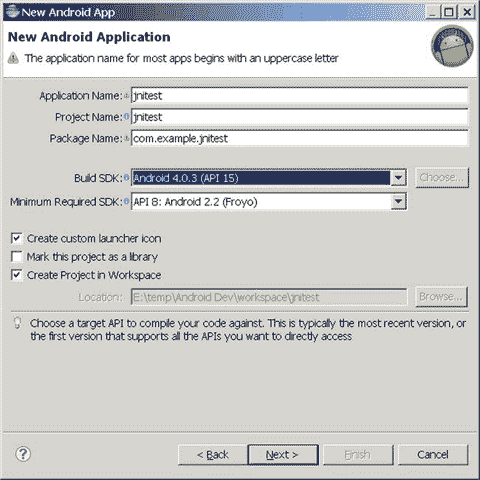 New Android App
New Android Application
The application name for most apps begins with an uppercase letter
Application Name: jnitest
Project Name: jnitest
Package Name: com.example.jnitest
Build SDK: Android 4.0.3 (API 15) Choose...
Minimum Required SDK: API 8: Android 2.2 (Froyo)
Create custom launcher icon
Mark this project as a library
Create Project in Workspace
Location: E:\temp\Android Dev\workspace\jnitest Browse...
Choose a target API to compile your code against. This is typically the most recent version, or
the first version that supports all the APIs you want to directly access
< Back Next > Finish Cancel